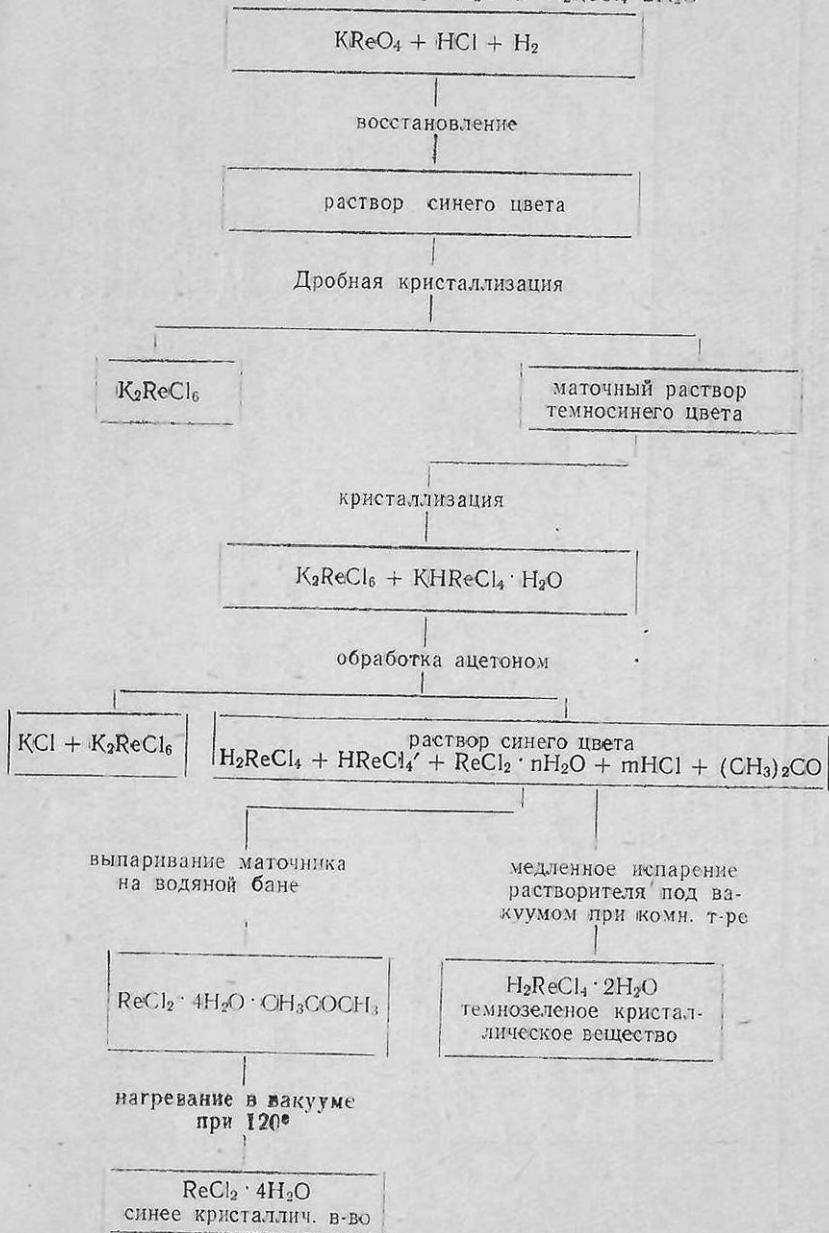 KReO₄ + HCl + H₂
восстановление
раствор синего цвета
Дробная кристаллизация
K₂ReCl₆
маточный раствор
темносинего цвета
кристаллизация
K₂ReCl₆ + KHReCl₄ · H₂O
обработка ацетоном
KCl + K₂ReCl₆
раствор синего цвета
H₂ReCl₄ + HReCl₄′ + ReCl₂ · nH₂O + mHCl + (CH₃)₂CO
выпаривание маточника
на водяной бане
медленное испарение
растворителя под ва-
куумом при комн. т-ре
ReCl₂ · 4H₂O · CH₃COCH₃
H₂ReCl₄ · 2H₂O
темнозеленое кристал-
лическое вещество
нагревание в вакууме
при 120°
ReCl₂ · 4H₂O
синее кристаллич. в-во